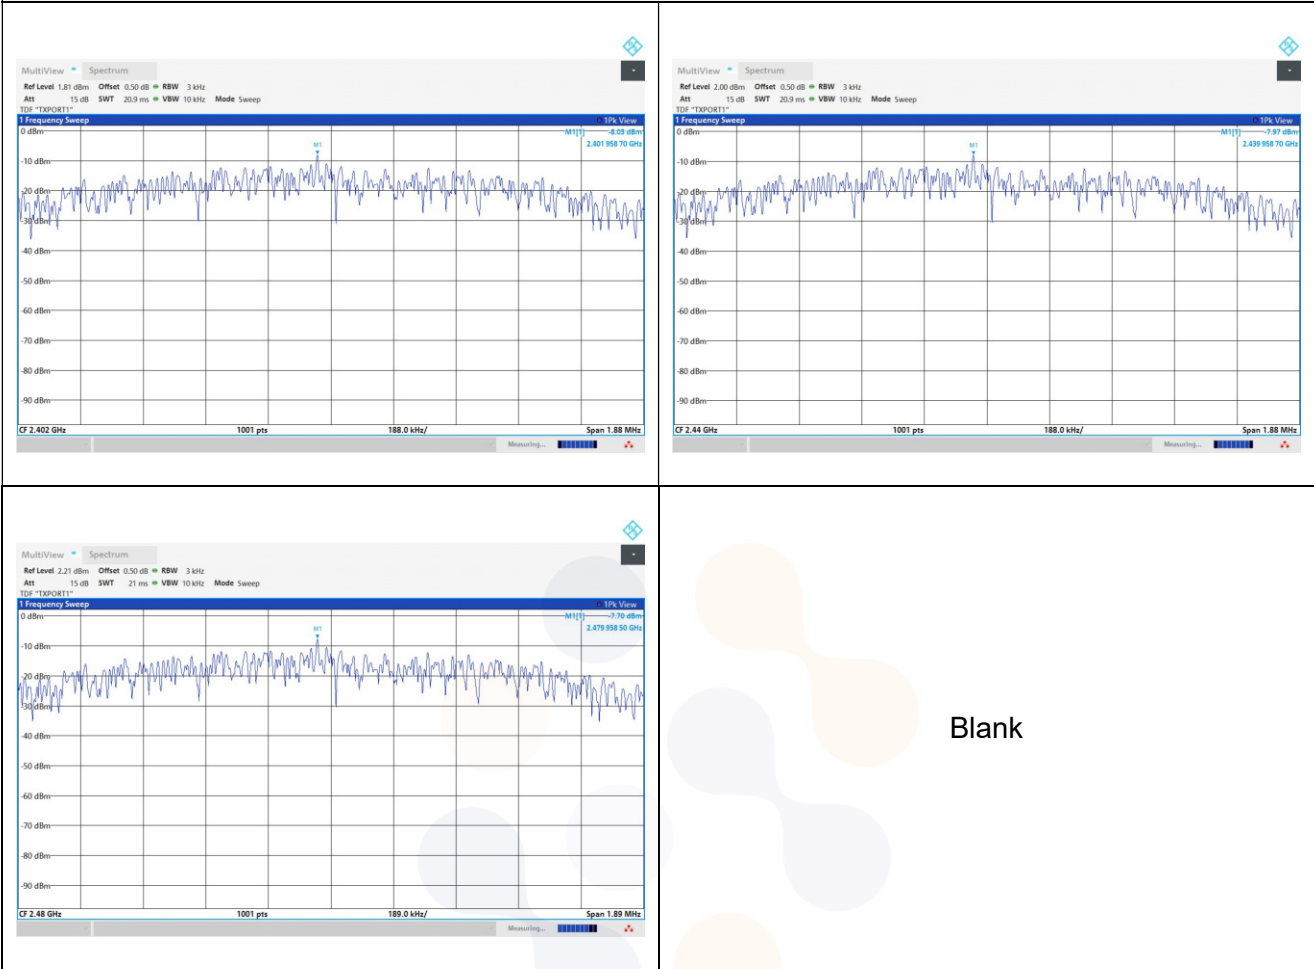 MultiView Spectrum
Ref Level 1.81 dBm Offset 0.50 dB RBW 3 kHz
Att 15 dB SWT 20.9 ms VBW 10 kHz Mode Sweep
TDF "TXPORT1"
1 Frequency Sweep 1Pk View
M1[1] -8.03 dBm
2.401 958 70 GHz
0 dBm
M1
-10 dBm
-20 dBm
-30 dBm
-40 dBm
-50 dBm
-60 dBm
-70 dBm
-80 dBm
-90 dBm
CF 2.402 GHz 1001 pts 188.0 kHz/ Span 1.88 MHz
Measuring...
MultiView Spectrum
Ref Level 2.00 dBm Offset 0.50 dB RBW 3 kHz
Att 15 dB SWT 20.9 ms VBW 10 kHz Mode Sweep
TDF "TXPORT1"
1 Frequency Sweep 1Pk View
M1[1] -7.97 dBm
2.439 958 70 GHz
0 dBm
M1
-10 dBm
-20 dBm
-30 dBm
-40 dBm
-50 dBm
-60 dBm
-70 dBm
-80 dBm
-90 dBm
CF 2.44 GHz 1001 pts 188.0 kHz/ Span 1.88 MHz
Measuring...
MultiView Spectrum
Ref Level 2.21 dBm Offset 0.50 dB RBW 3 kHz
Att 15 dB SWT 21 ms VBW 10 kHz Mode Sweep
TDF "TXPORT1"
1 Frequency Sweep 1Pk View
M1[1] -7.70 dBm
2.479 958 50 GHz
0 dBm
M1
-10 dBm
-20 dBm
-30 dBm
-40 dBm
-50 dBm
-60 dBm
-70 dBm
-80 dBm
-90 dBm
CF 2.48 GHz 1001 pts 189.0 kHz/ Span 1.89 MHz
Measuring...
Blank